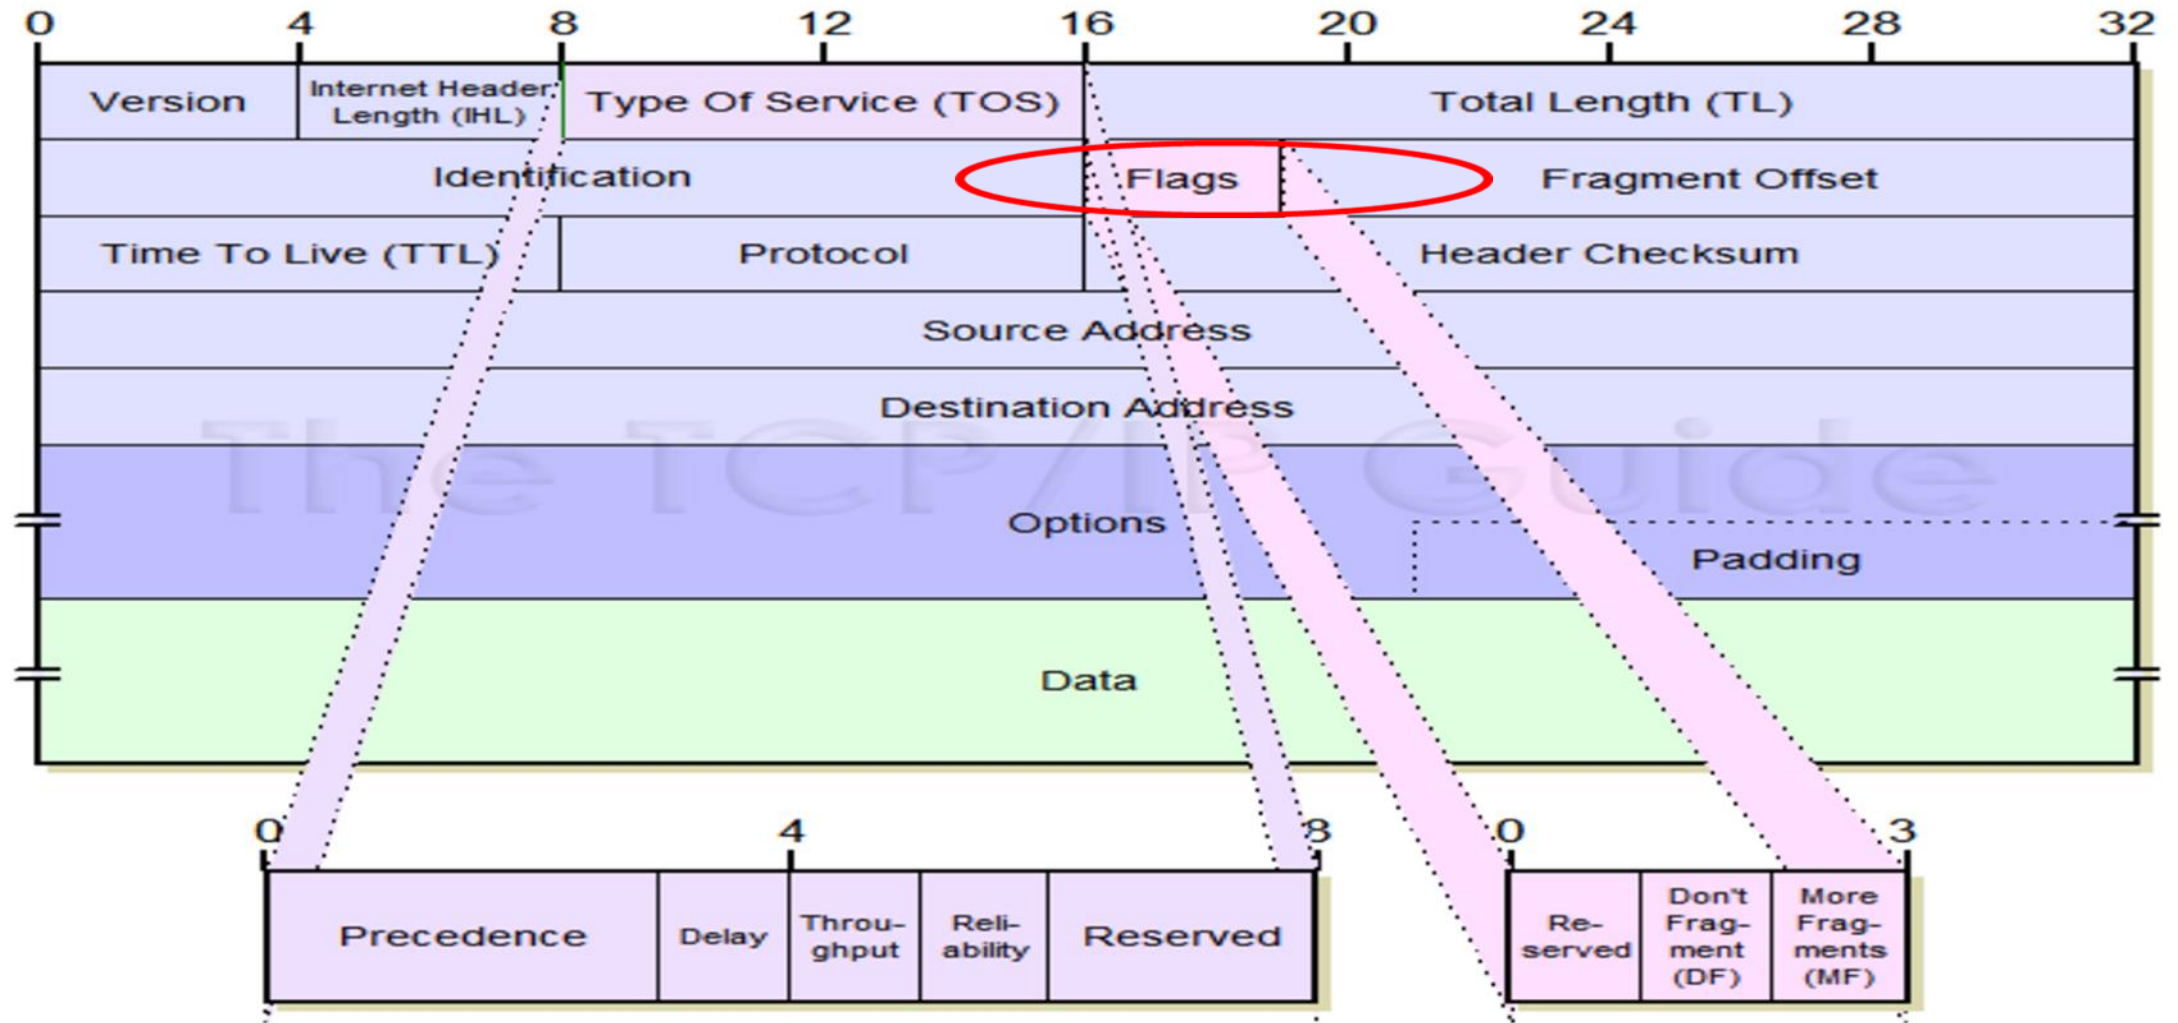 0 4 8 12 16 20 24 28 32
Version
Internet Header
Length (IHL)
Type Of Service (TOS)
Total Length (TL)
Identification
Flags
Fragment Offset
Time To Live (TTL)
Protocol
Header Checksum
Source Address
Destination Address
The TCP/IP Guide
Options
Padding
Data
0 4 8
Precedence
Delay
Throu-
ghput
Reli-
ability
Reserved
0 3
Re-
served
Don't
Frag-
ment
(DF)
More
Frag-
ments
(MF)